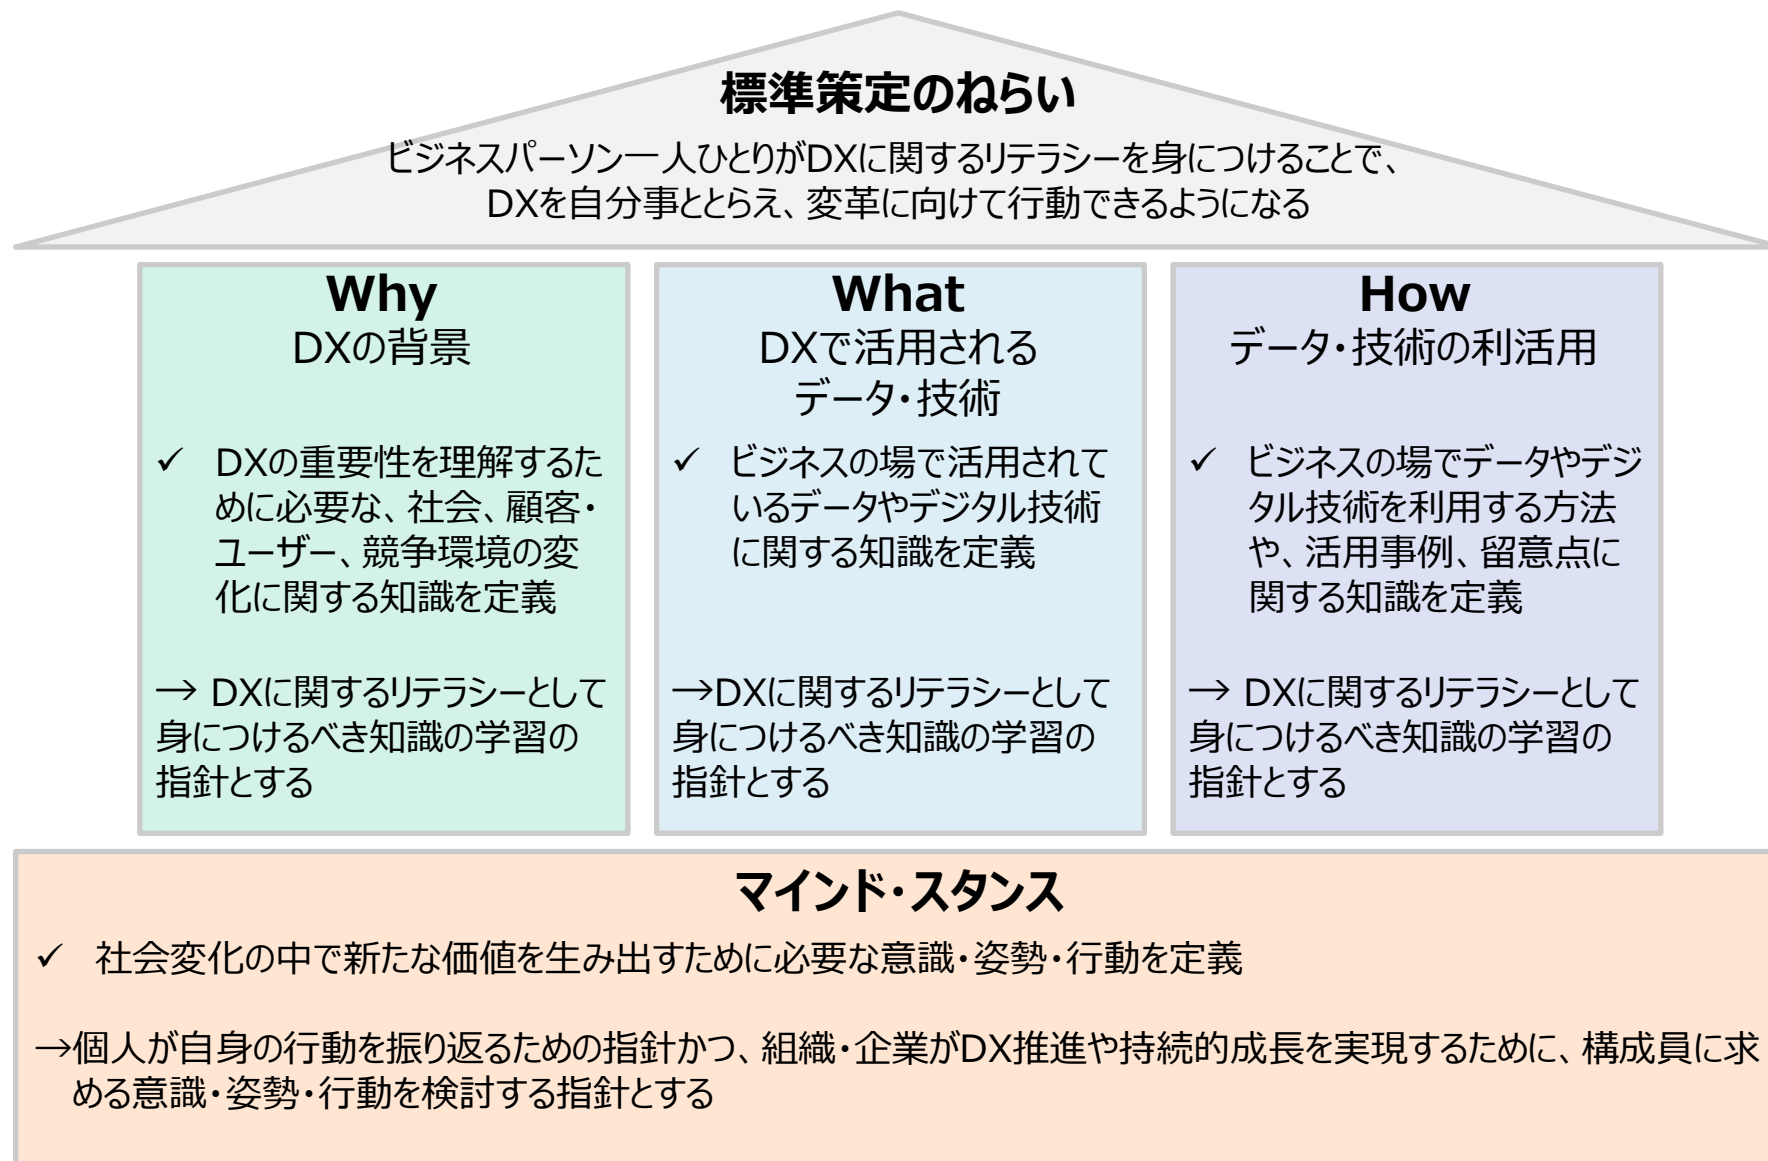 標準策定のねらい
ビジネスパーソン一人ひとりがDXに関するリテラシーを身につけることで、
DXを自分事ととらえ、変革に向けて行動できるようになる
Why
DXの背景
✓ DXの重要性を理解するた
めに必要な、社会、顧客・
ユーザー、競争環境の変
化に関する知識を定義
→ DXに関するリテラシーとして
身につけるべき知識の学習の
指針とする
What
DXで活用される
データ・技術
✓ ビジネスの場で活用されて
いるデータやデジタル技術
に関する知識を定義
→DXに関するリテラシーとして
身につけるべき知識の学習の
指針とする
How
データ・技術の利活用
✓ ビジネスの場でデータやデジ
タル技術を利用する方法
や、活用事例、留意点に
関する知識を定義
→ DXに関するリテラシーとして
身につけるべき知識の学習の
指針とする
マインド・スタンス
✓ 社会変化の中で新たな価値を生み出すために必要な意識・姿勢・行動を定義
→個人が自身の行動を振り返るための指針かつ、組織・企業がDX推進や持続的成長を実現するために、構成員に求
める意識・姿勢・行動を検討する指針とする